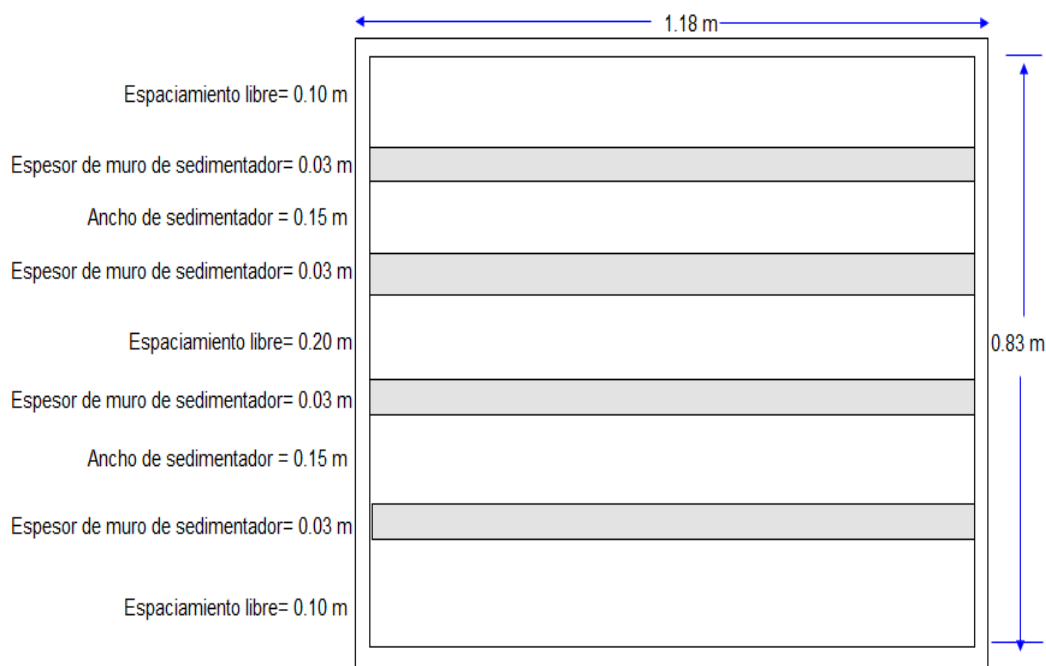 1.18 m
Espaciamiento libre= 0.10 m
Espesor de muro de sedimentador= 0.03 m
Ancho de sedimentador = 0.15 m
Espesor de muro de sedimentador= 0.03 m
Espaciamiento libre= 0.20 m
0.83 m
Espesor de muro de sedimentador= 0.03 m
Ancho de sedimentador = 0.15 m
Espesor de muro de sedimentador= 0.03 m
Espaciamiento libre= 0.10 m